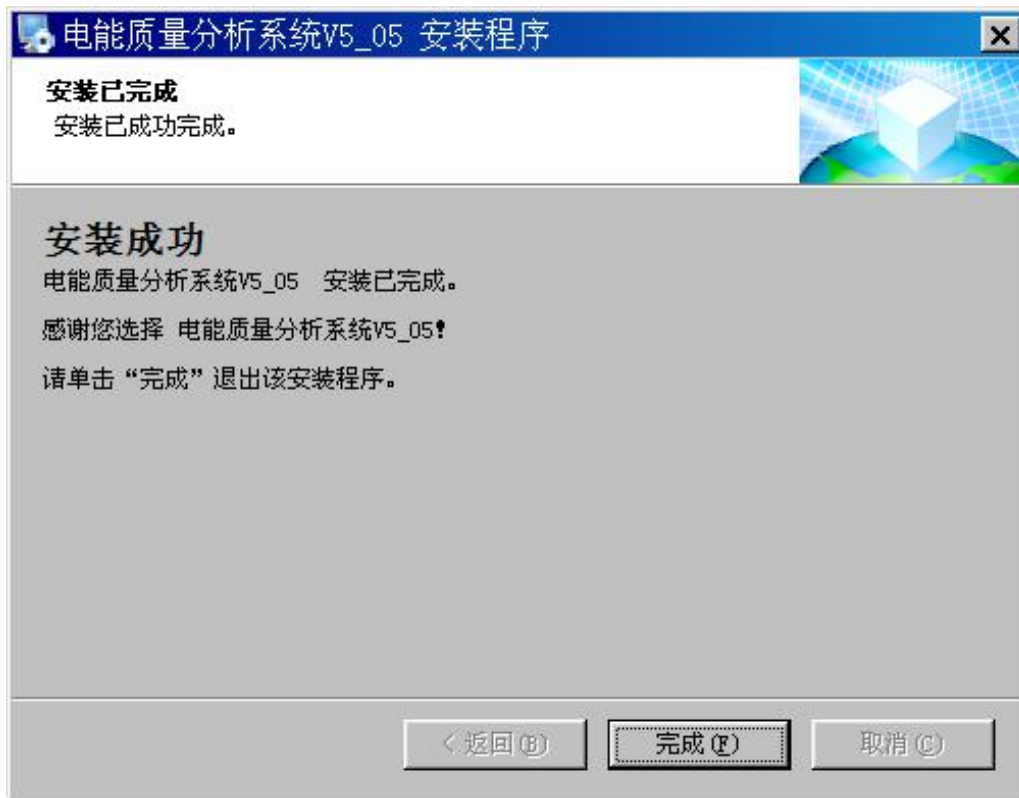 电能质量分析系统V5_05 安装程序
安装已完成
安装已成功完成。
安装成功
电能质量分析系统V5_05 安装已完成。
感谢您选择 电能质量分析系统V5_05!
请单击“完成”退出该安装程序。
< 返回(B) 完成(F) 取消(C)